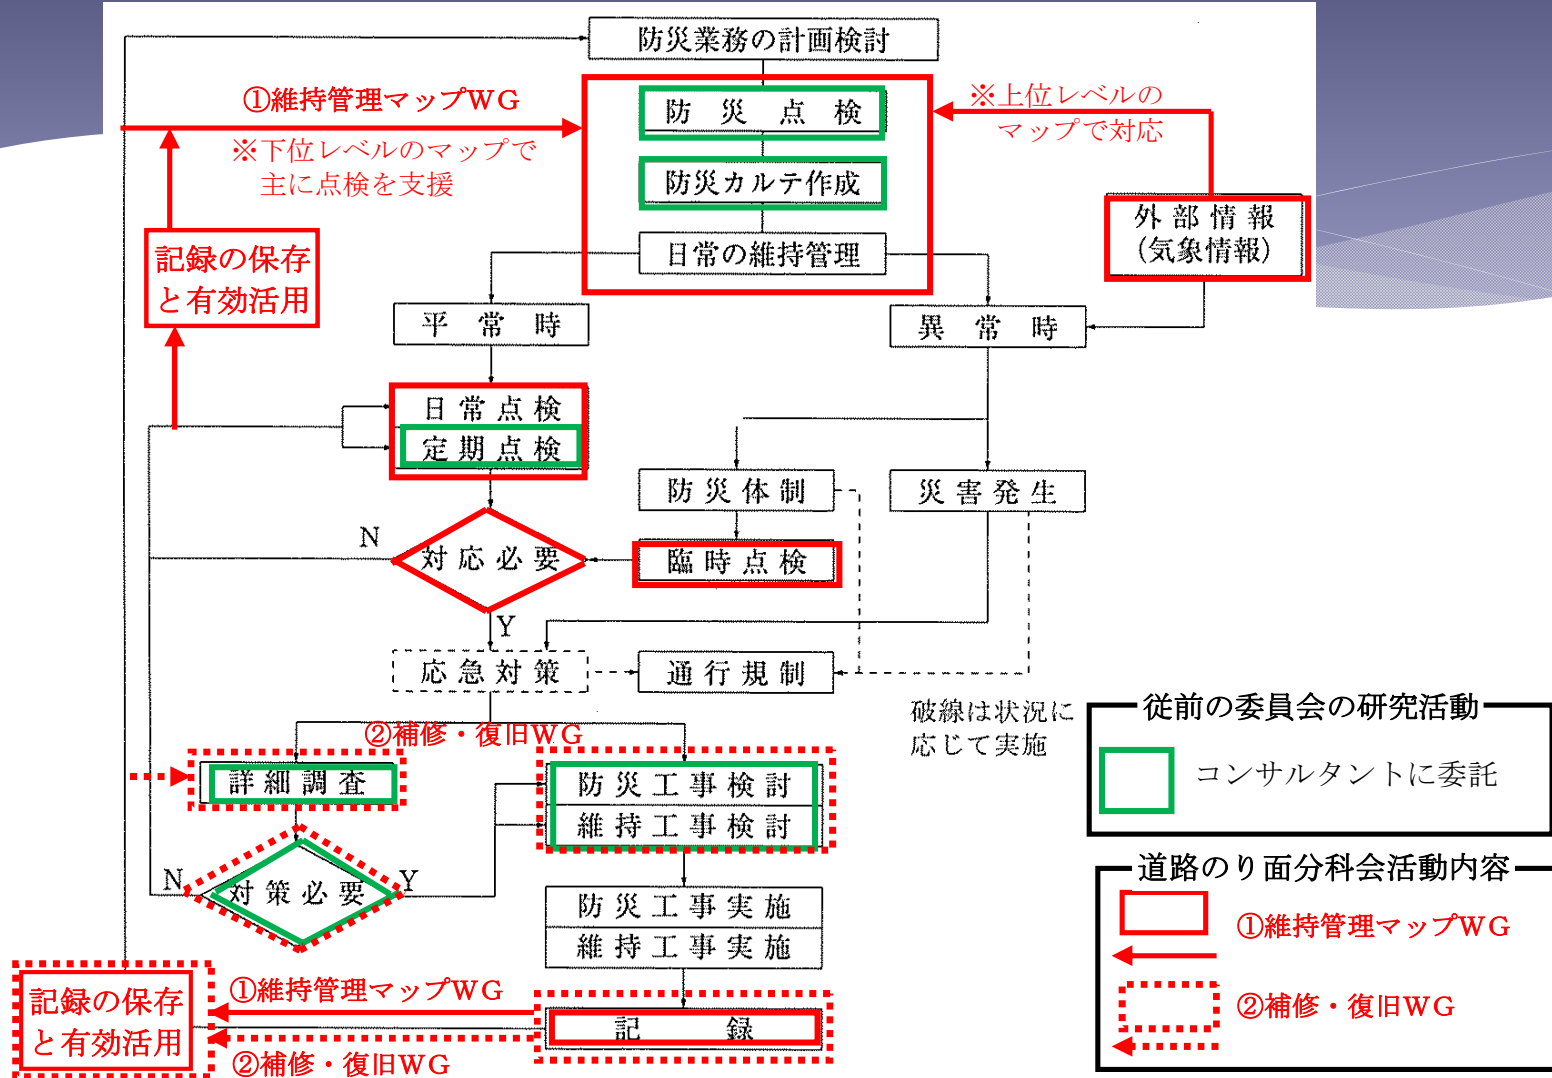 防災業務の計画検討
①維持管理マップWG
※下位レベルのマップで
主に点検を支援
防災点検
防災カルテ作成
日常の維持管理
※上位レベルの
マップで対応
外部情報
(気象情報)
記録の保存
と有効活用
平常時
異常時
日常点検
定期点検
防災体制
災害発生
N
対応必要
臨時点検
Y
応急対策
通行規制
破線は状況に
応じて実施
②補修・復旧WG
詳細調査
防災工事検討
維持工事検討
N
対策必要
Y
防災工事実施
維持工事実施
記録の保存
と有効活用
①維持管理マップWG
②補修・復旧WG
記録
従前の委員会の研究活動
コンサルタントに委託
道路のり面分科会活動内容
①維持管理マップWG
②補修・復旧WG